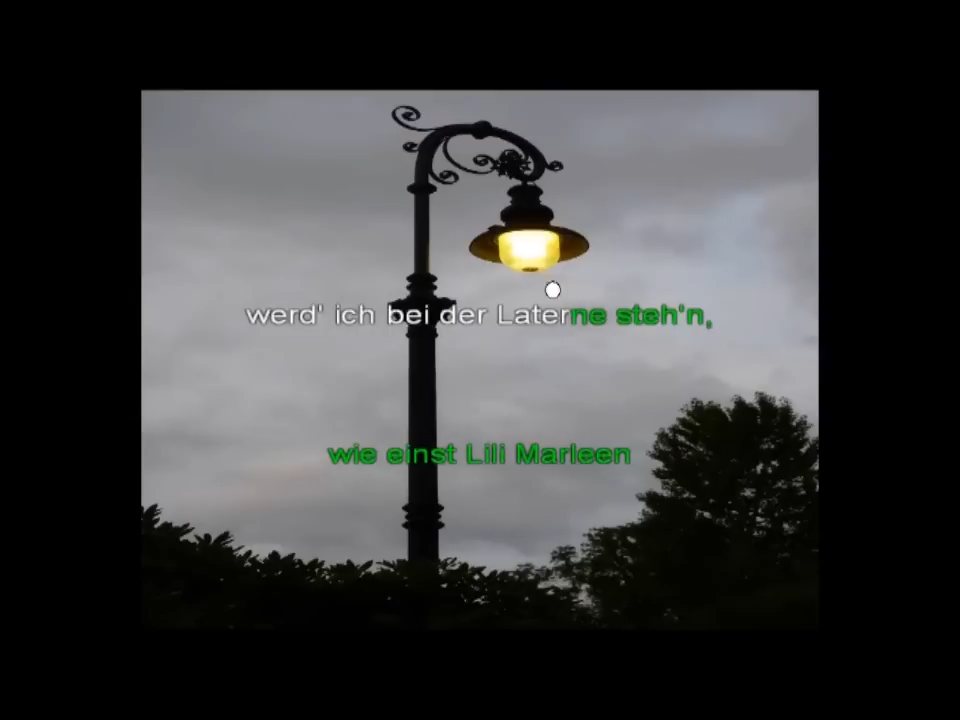 werd' ich bei der Laterne steh'n,
wie einst Lili Marleen